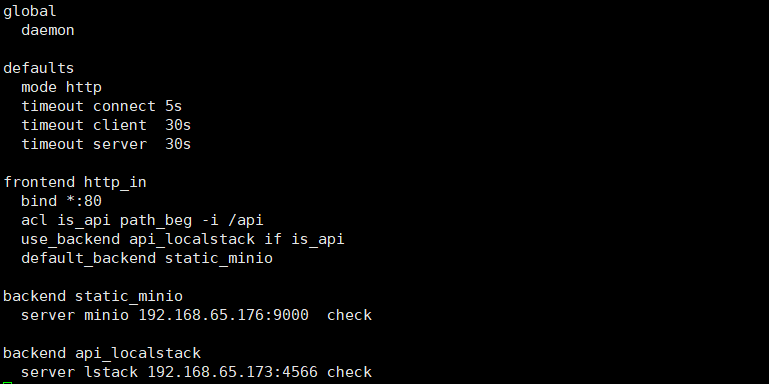 global
  daemon

defaults
  mode http
  timeout connect 5s
  timeout client  30s
  timeout server  30s

frontend http_in
  bind *:80
  acl is_api path_beg -i /api
  use_backend api_localstack if is_api
  default_backend static_minio

backend static_minio
  server minio 192.168.65.176:9000  check

backend api_localstack
  server lstack 192.168.65.173:4566 check